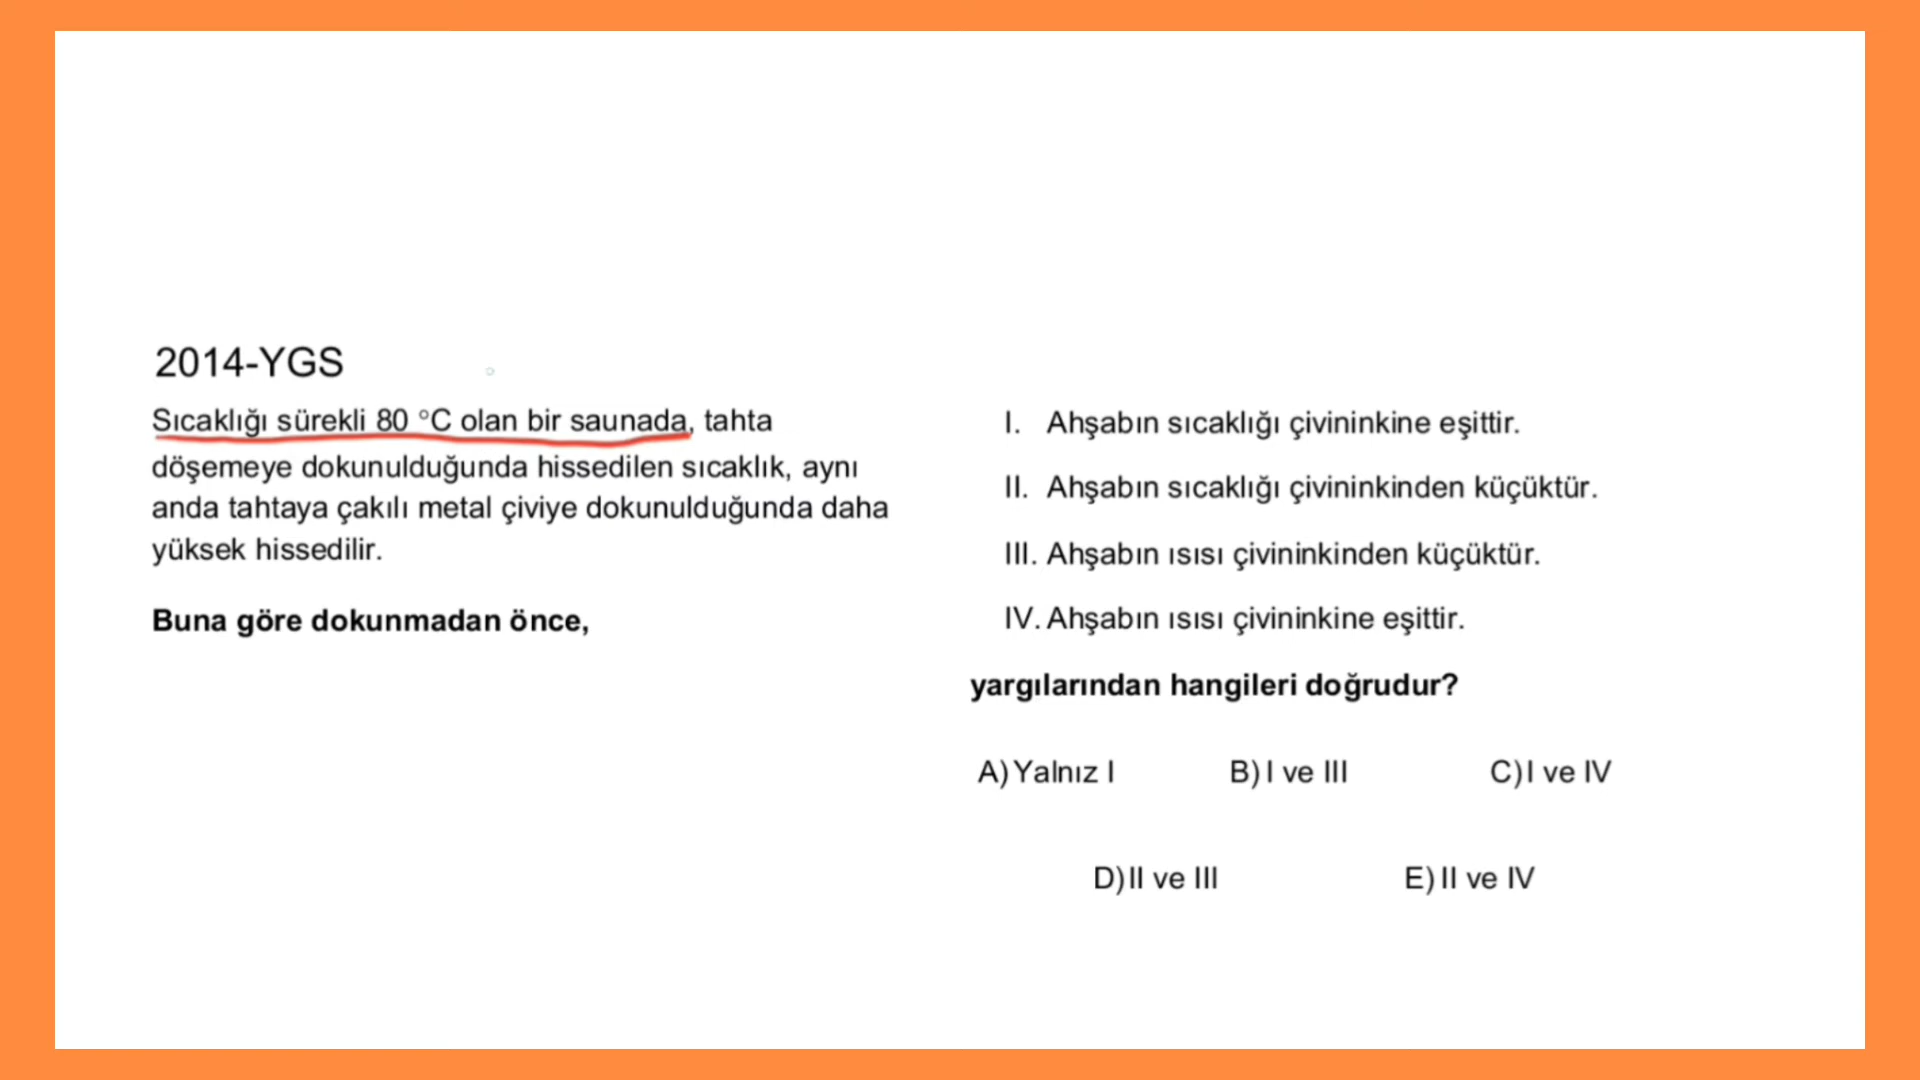 2014-YGS
Sıcaklığı sürekli 80 °C olan bir saunada, tahta
döşemeye dokunulduğunda hissedilen sıcaklık, aynı
anda tahtaya çakılı metal çiviye dokunulduğunda daha
yüksek hissedilir.
Buna göre dokunmadan önce,
I. Ahşabın sıcaklığı çivininkine eşittir.
II. Ahşabın sıcaklığı çivininkinden küçüktür.
III. Ahşabın ısısı çivininkinden küçüktür.
IV. Ahşabın ısısı çivininkine eşittir.
yargılarından hangileri doğrudur?
A) Yalnız I B) I ve III C) I ve IV
D) II ve III E) II ve IV